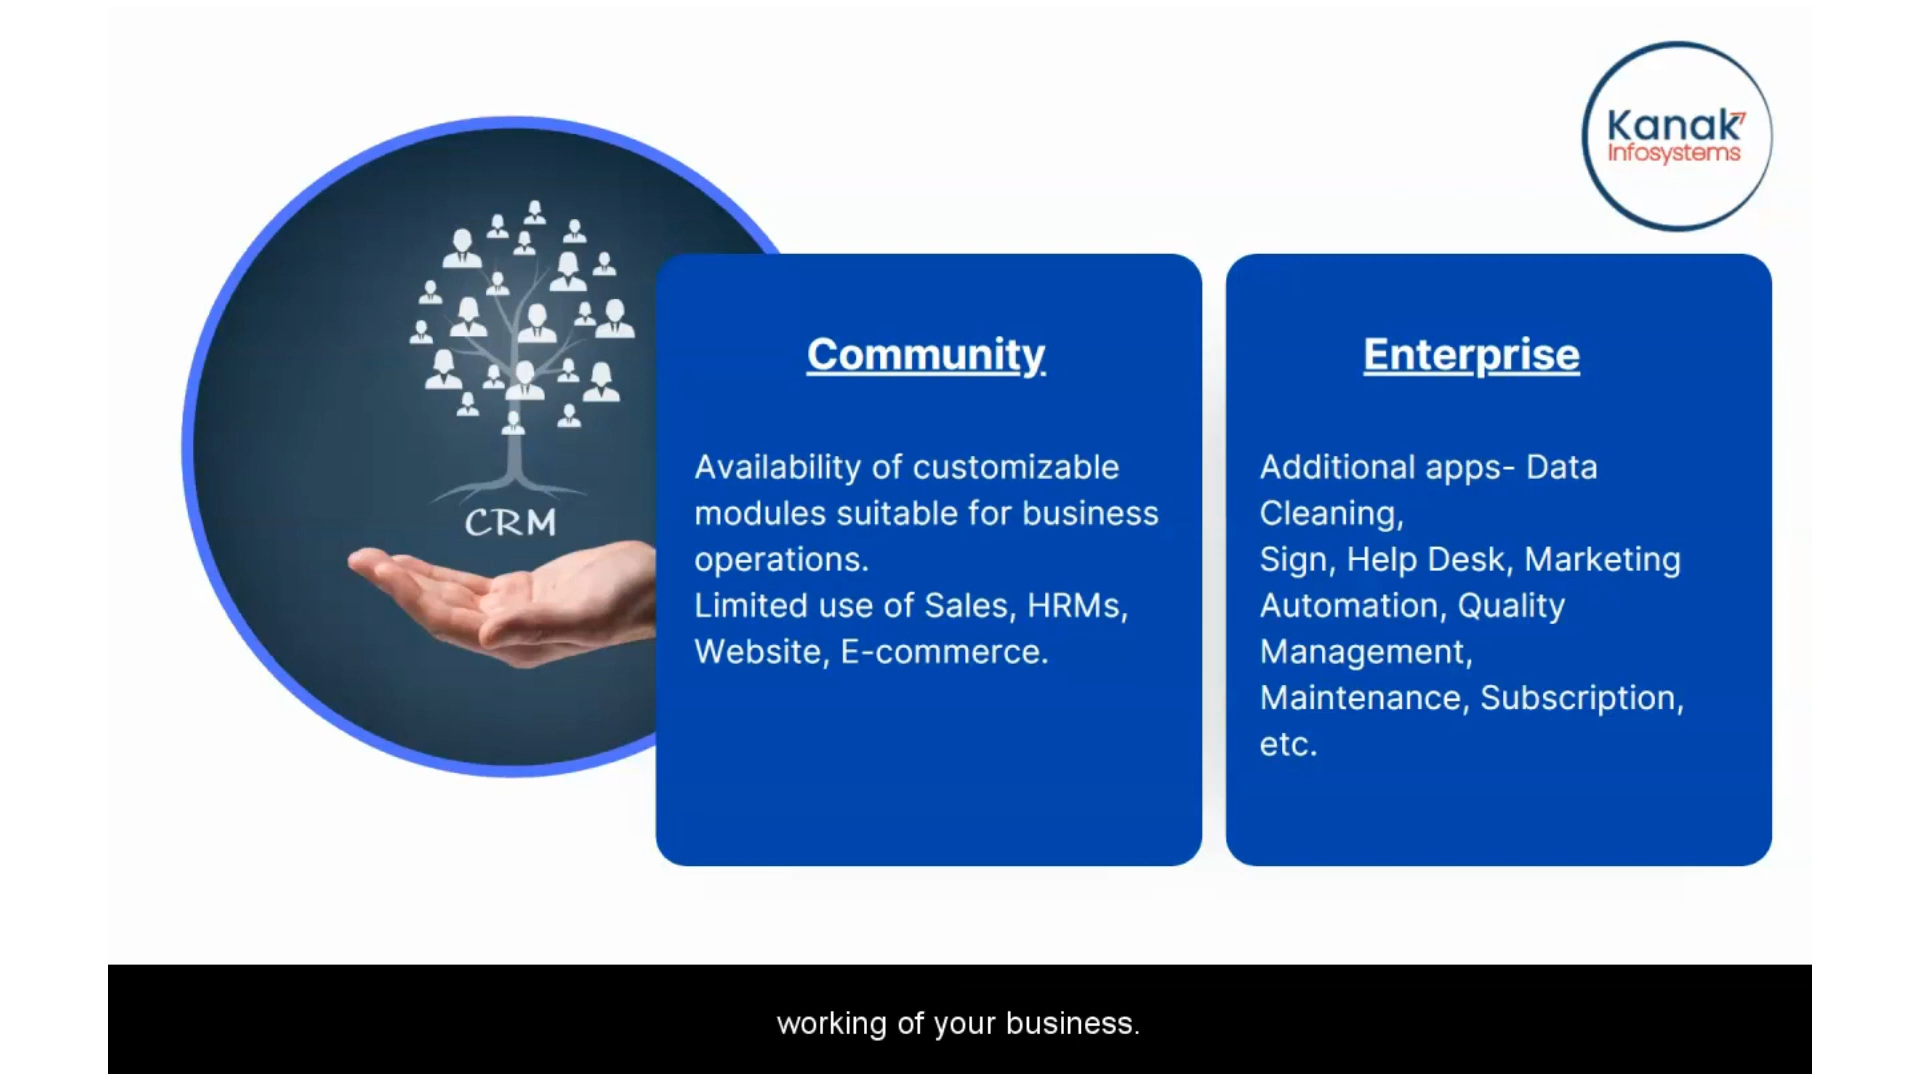 Kanak
Infosystems
CRM
Community
Availability of customizable
modules suitable for business
operations.
Limited use of Sales, HRMs,
Website, E-commerce.
Enterprise
Additional apps- Data
Cleaning,
Sign, Help Desk, Marketing
Automation, Quality
Management,
Maintenance, Subscription,
etc.
working of your business.